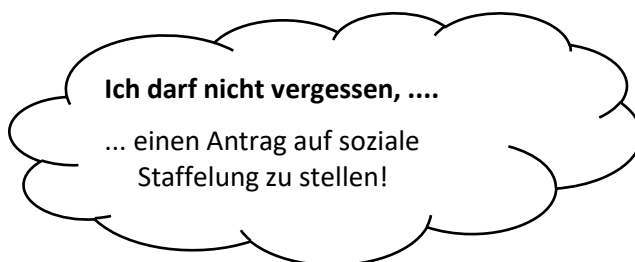 Ich darf nicht vergessen, ....
... einen Antrag auf soziale
Staffelung zu stellen!